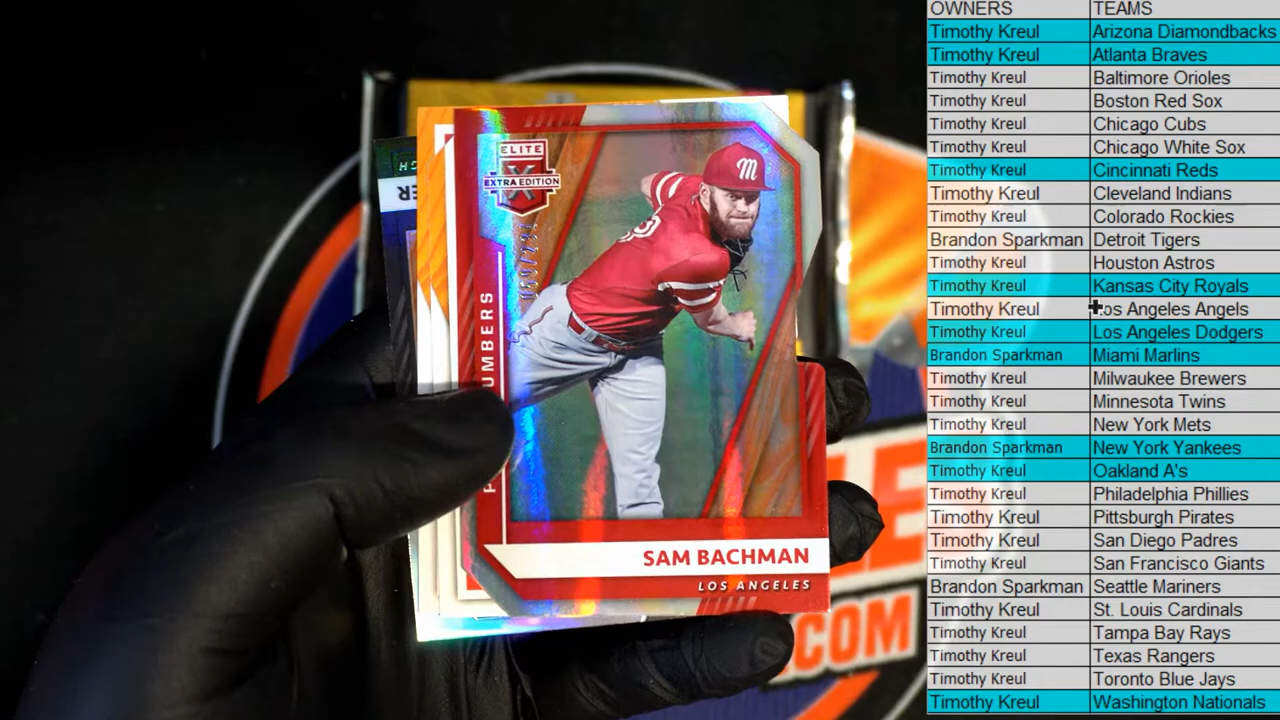 OWNERS TEAMS
Timothy Kreul Arizona Diamondbacks
Timothy Kreul Atlanta Braves
Timothy Kreul Baltimore Orioles
Timothy Kreul Boston Red Sox
Timothy Kreul Chicago Cubs
Timothy Kreul Chicago White Sox
Timothy Kreul Cincinnati Reds
Timothy Kreul Cleveland Indians
Timothy Kreul Colorado Rockies
Brandon Sparkman Detroit Tigers
Timothy Kreul Houston Astros
Timothy Kreul Kansas City Royals
Timothy Kreul Los Angeles Angels
Timothy Kreul Los Angeles Dodgers
Brandon Sparkman Miami Marlins
Timothy Kreul Milwaukee Brewers
Timothy Kreul Minnesota Twins
Timothy Kreul New York Mets
Brandon Sparkman New York Yankees
Timothy Kreul Oakland A's
Timothy Kreul Philadelphia Phillies
Timothy Kreul Pittsburgh Pirates
Timothy Kreul San Diego Padres
Timothy Kreul San Francisco Giants
Brandon Sparkman Seattle Mariners
Timothy Kreul St. Louis Cardinals
Timothy Kreul Tampa Bay Rays
Timothy Kreul Texas Rangers
Timothy Kreul Toronto Blue Jays
Timothy Kreul Washington Nationals
ELITE
X
EXTRA EDITION
M
UMBERS
SAM BACHMAN
LOS ANGELES
.COM